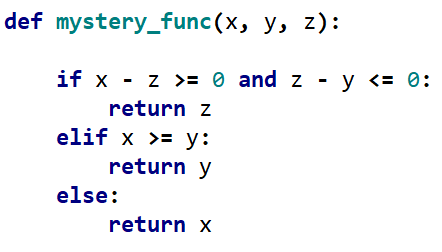 def mystery_func(x, y, z):
    if x - z >= 0 and z - y <= 0:
        return z
    elif x >= y:
        return y
    else:
        return x